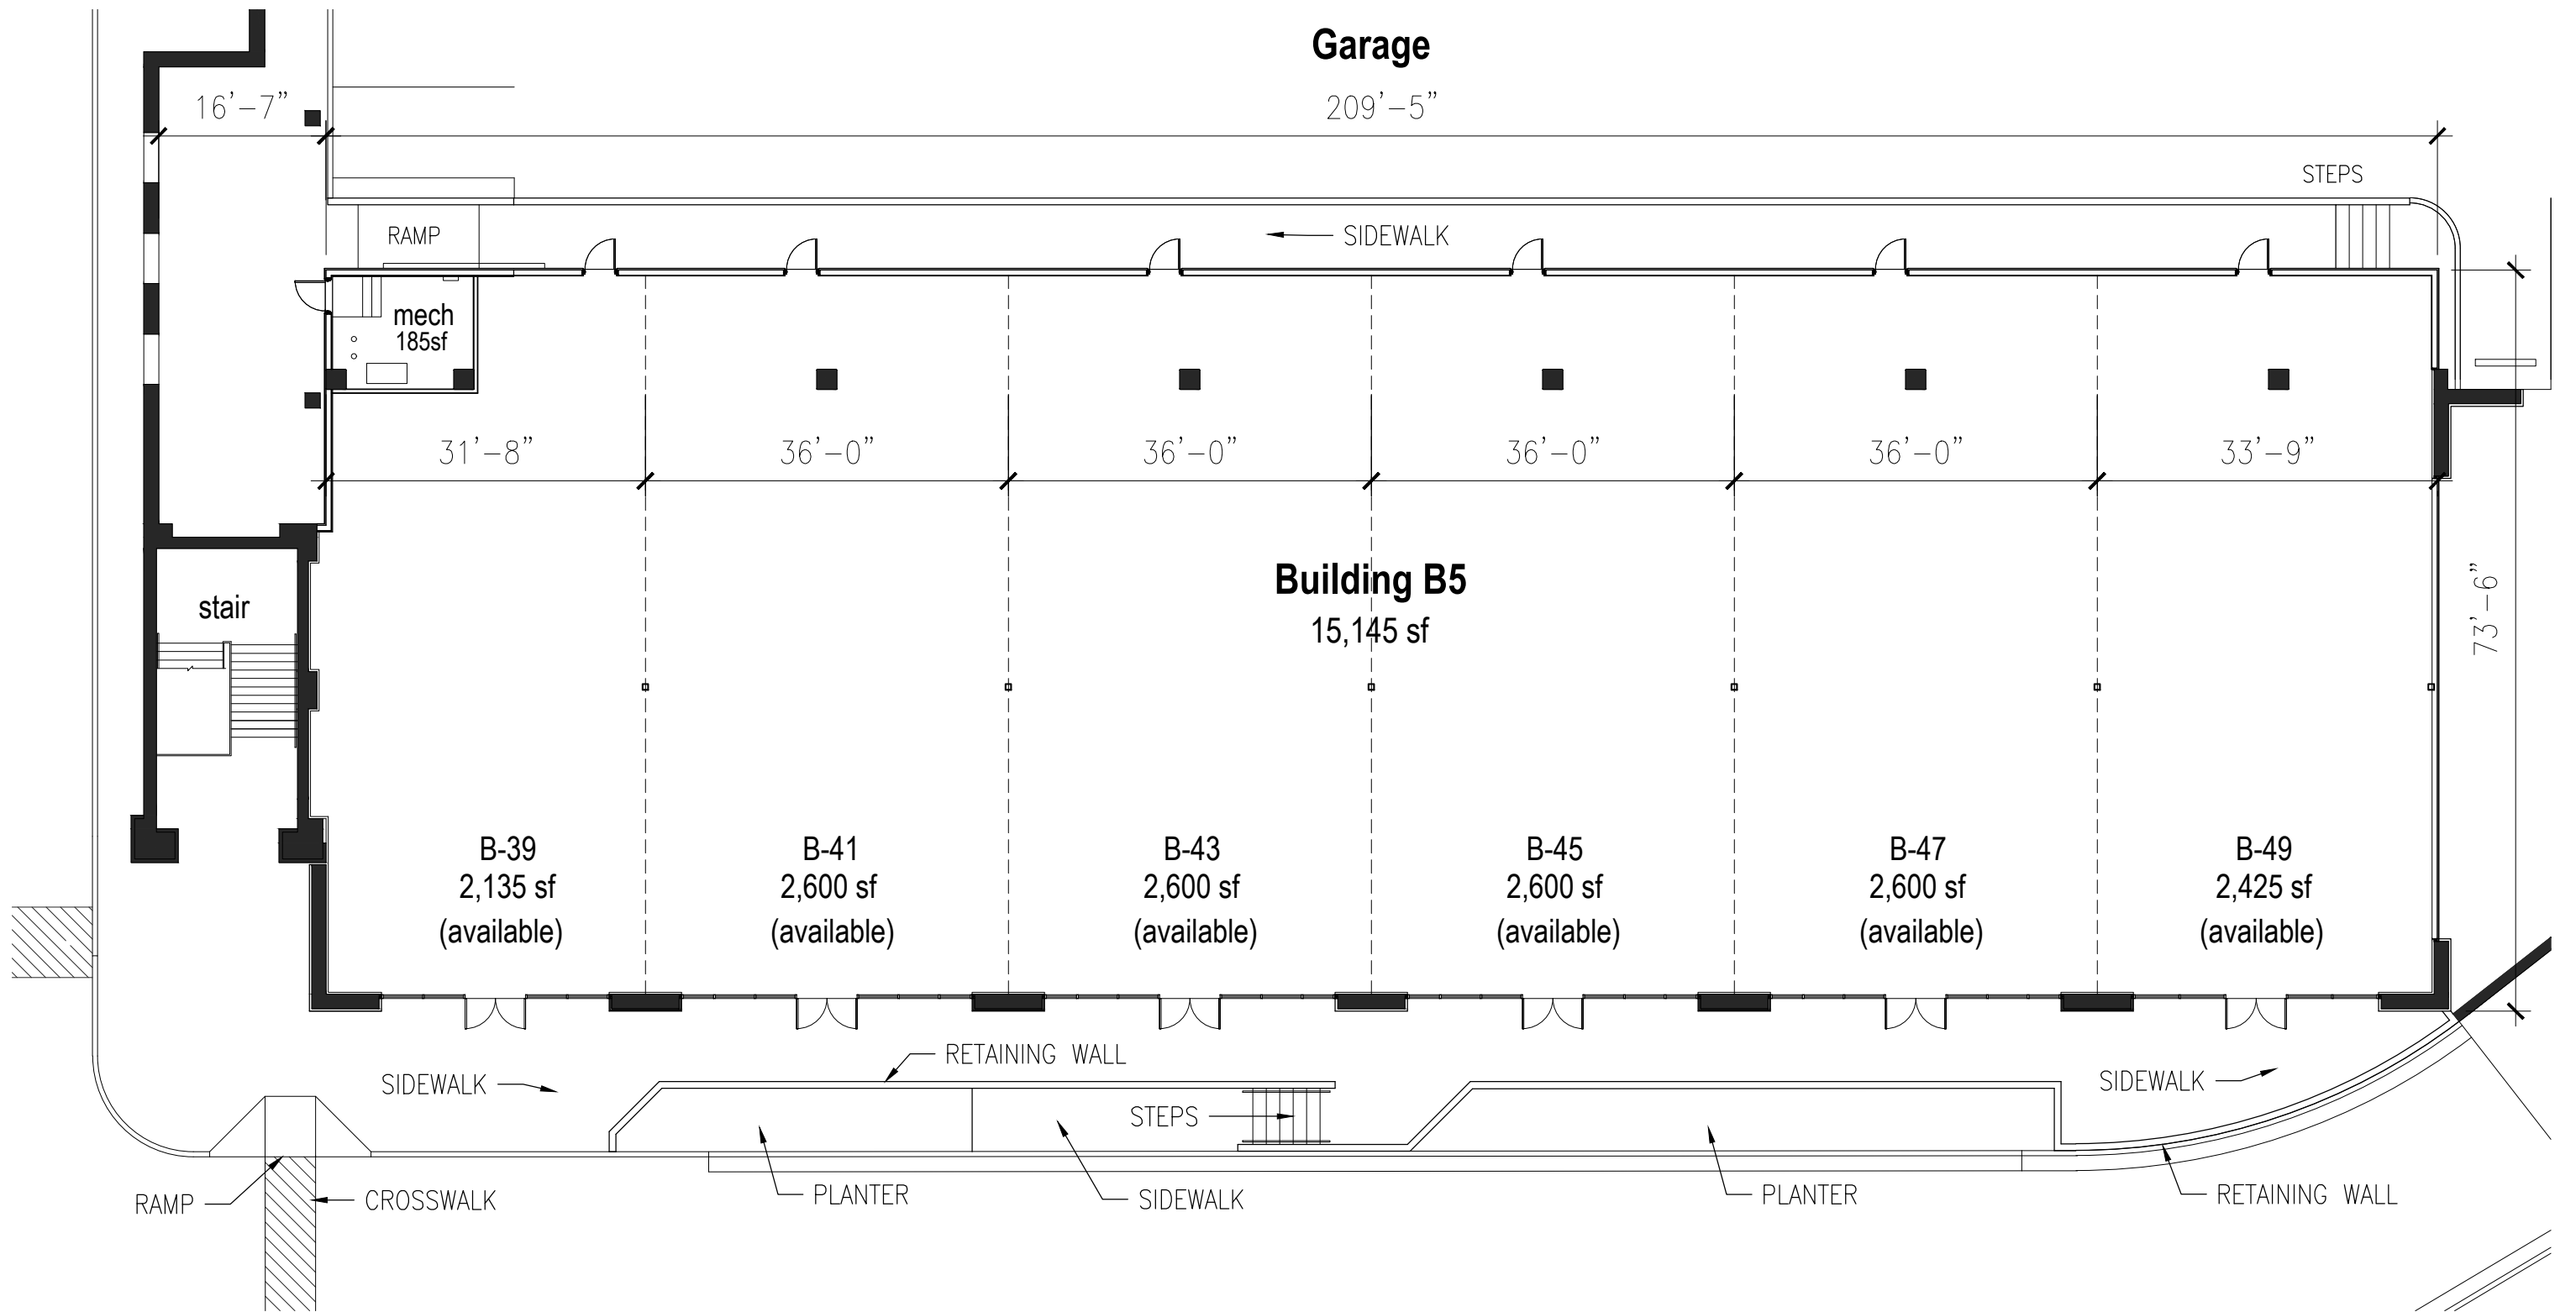 Garage
16'-7"
209'-5"
STEPS
RAMP
SIDEWALK
mech
185sf
31'-8"
36'-0"
36'-0"
36'-0"
36'-0"
33'-9"
Building B5
15,145 sf
73'-6"
stair
B-39
2,135 sf
(available)
B-41
2,600 sf
(available)
B-43
2,600 sf
(available)
B-45
2,600 sf
(available)
B-47
2,600 sf
(available)
B-49
2,425 sf
(available)
RETAINING WALL
SIDEWALK
STEPS
SIDEWALK
RAMP
CROSSWALK
PLANTER
SIDEWALK
PLANTER
RETAINING WALL